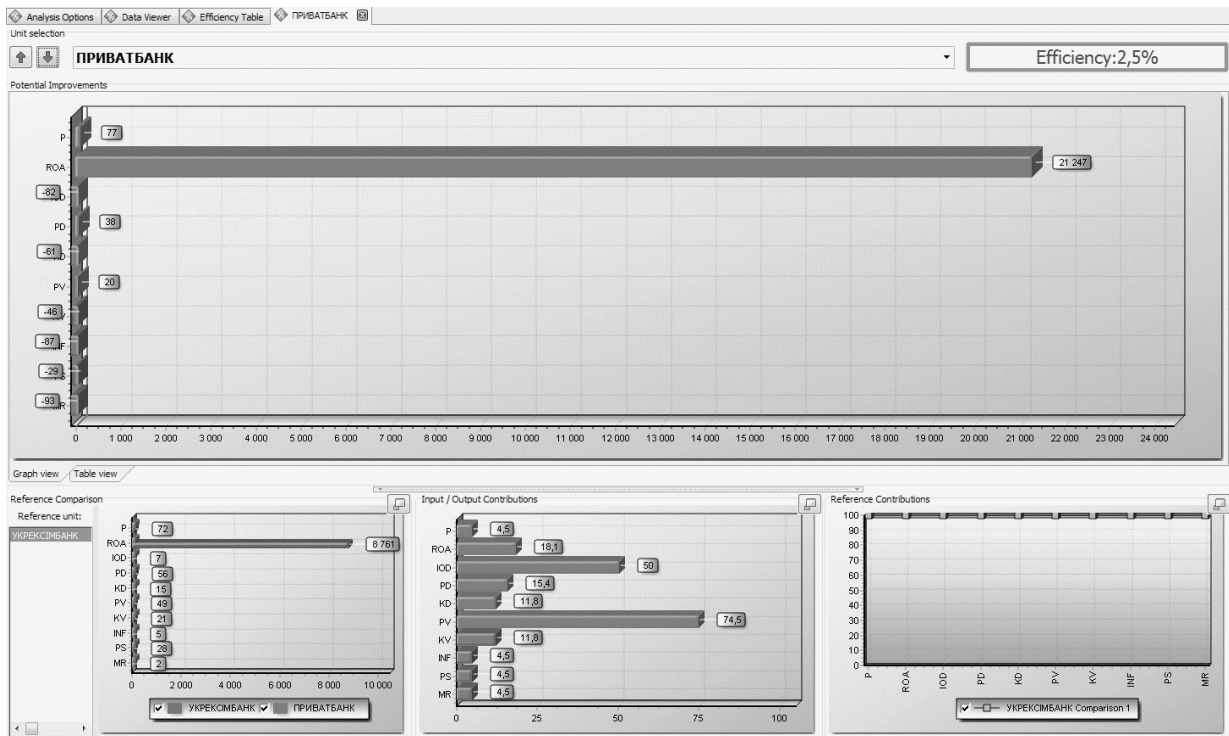 Analysis Options Data Viewer Efficiency Table ПРИВАТБАНК
Unit selection
ПРИВАТБАНК Efficiency:2,5%
Potential Improvements
P 77
ROA 21 247
-82
PD 38
-61
PV 20
-46
-87
-29
-93
0 1 000 2 000 3 000 4 000 5 000 6 000 7 000 8 000 9 000 10 000 11 000 12 000 13 000 14 000 15 000 16 000 17 000 18 000 19 000 20 000 21 000 22 000 23 000 24 000
Graph view Table view
Reference Comparison
Reference unit:
УКРЕКСІМБАНК
P 72
ROA 8 761
IOD 7
PD 56
KD 15
PV 49
KV 21
INF 5
PS 28
MR 2
0 2 000 4 000 6 000 8 000 10 000
УКРЕКСІМБАНК ПРИВАТБАНК
Input / Output Contributions
P 4,5
ROA 18,1
IOD 50
PD 15,4
KD 11,8
PV 74,5
KV 11,8
INF 4,5
PS 4,5
MR 4,5
0 25 50 75 100
Reference Contributions
100
90
80
70
60
50
40
30
20
10
0
P ROA IOD PD KD PV KV INF PS MR
УКРЕКСІМБАНК Comparison 1